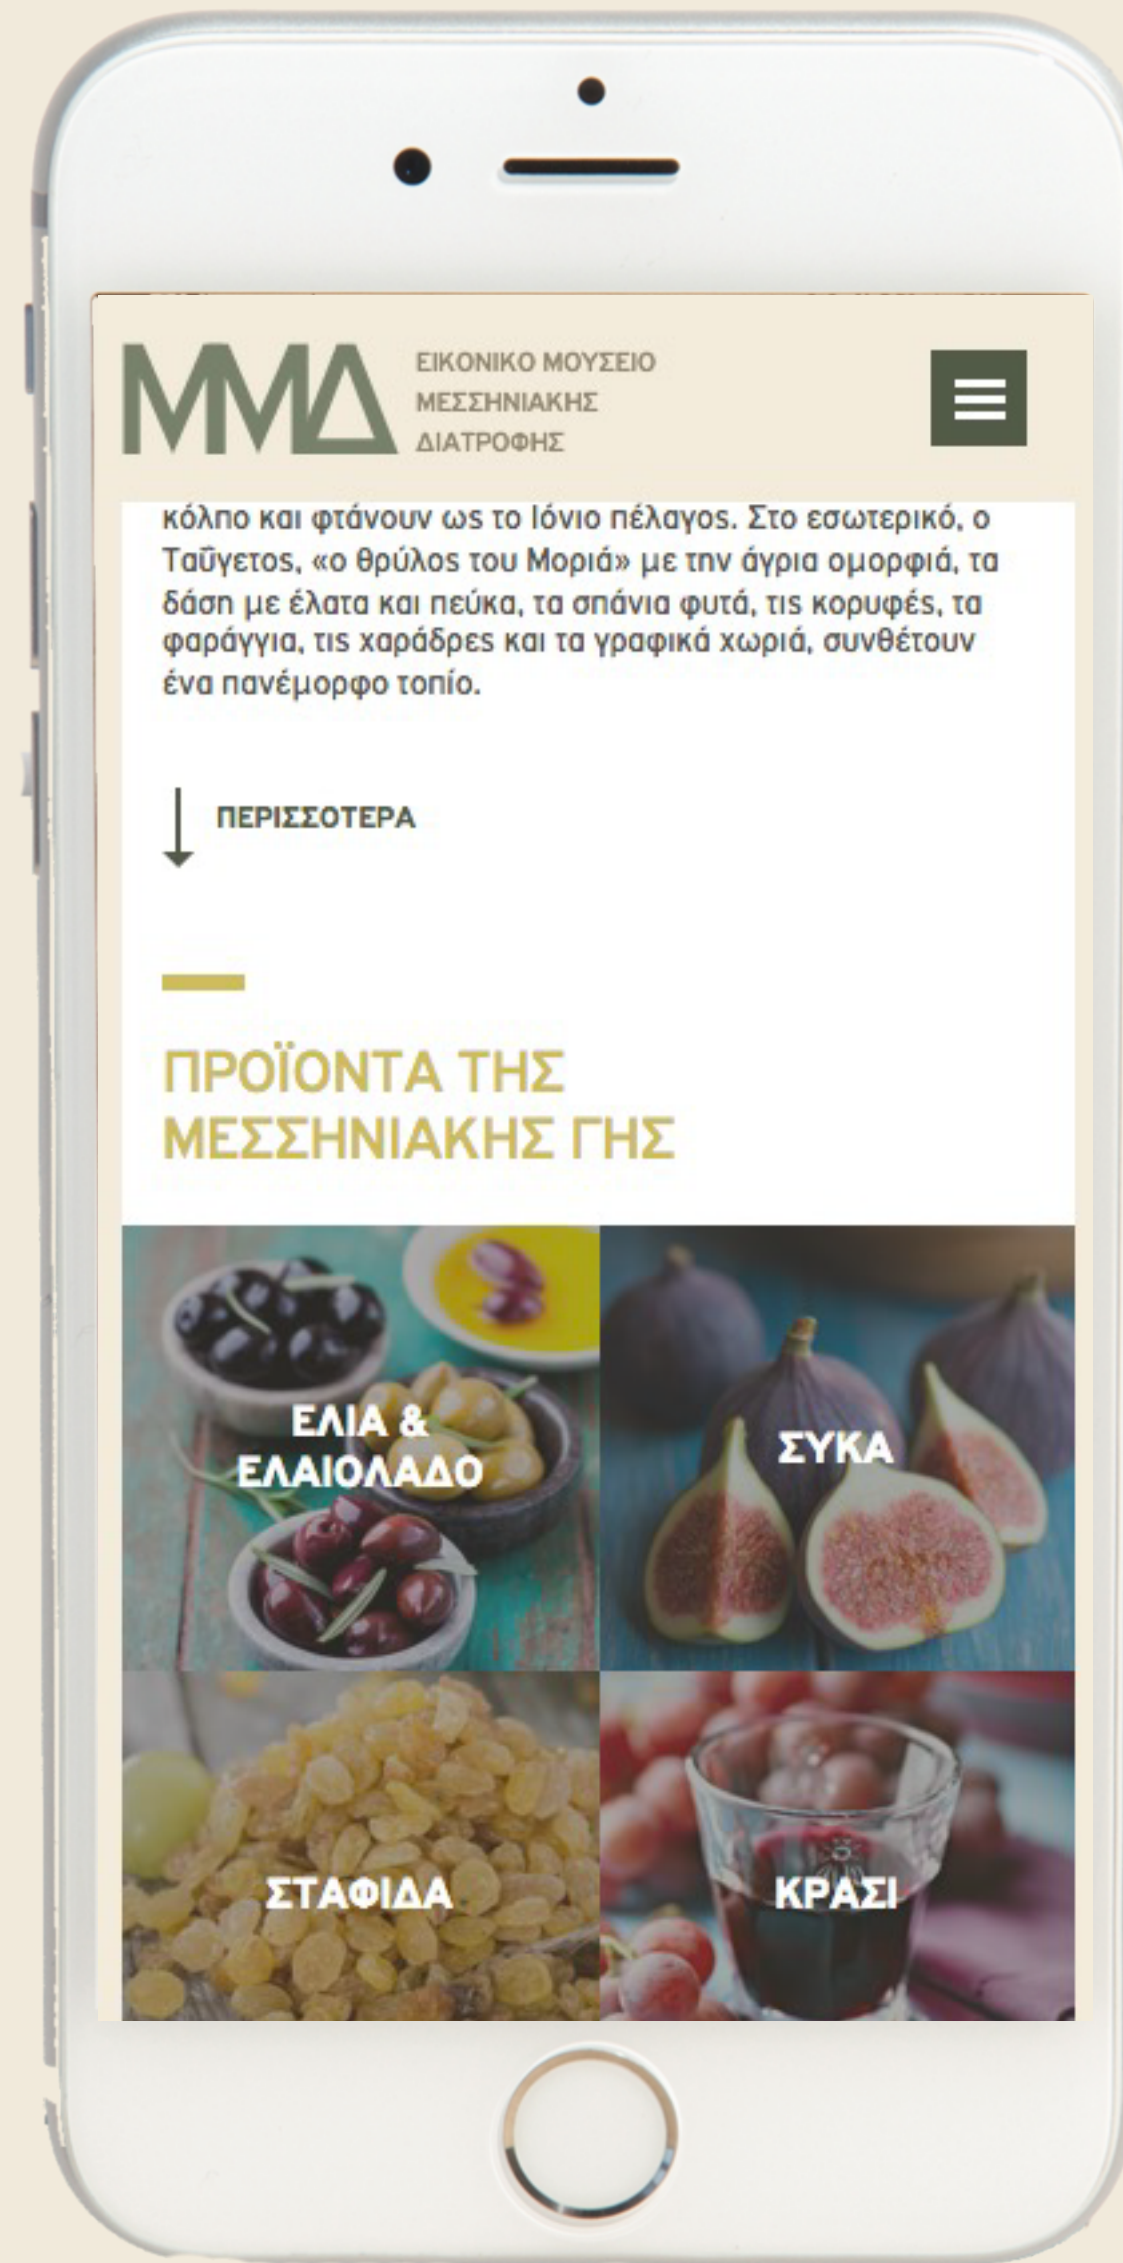 ΜΜΔ
ΕΙΚΟΝΙΚΟ ΜΟΥΣΕΙΟ
ΜΕΣΣΗΝΙΑΚΗΣ
ΔΙΑΤΡΟΦΗΣ
κόλπο και φτάνουν ως το Ιόνιο πέλαγος. Στο εσωτερικό, ο
Ταΰγετος, «ο θρύλος του Μοριά» με την άγρια ομορφιά, τα
δάση με έλατα και πεύκα, τα σπάνια φυτά, τις κορυφές, τα
φαράγγια, τις χαράδρες και τα γραφικά χωριά, συνθέτουν
ένα πανέμορφο τοπίο.
ΠΕΡΙΣΣΟΤΕΡΑ
ΠΡΟΪΟΝΤΑ ΤΗΣ
ΜΕΣΣΗΝΙΑΚΗΣ ΓΗΣ
ΕΛΙΑ &
ΕΛΑΙΟΛΑΔΟ
ΣΥΚΑ
ΣΤΑΦΙΔΑ
ΚΡΑΣΙ